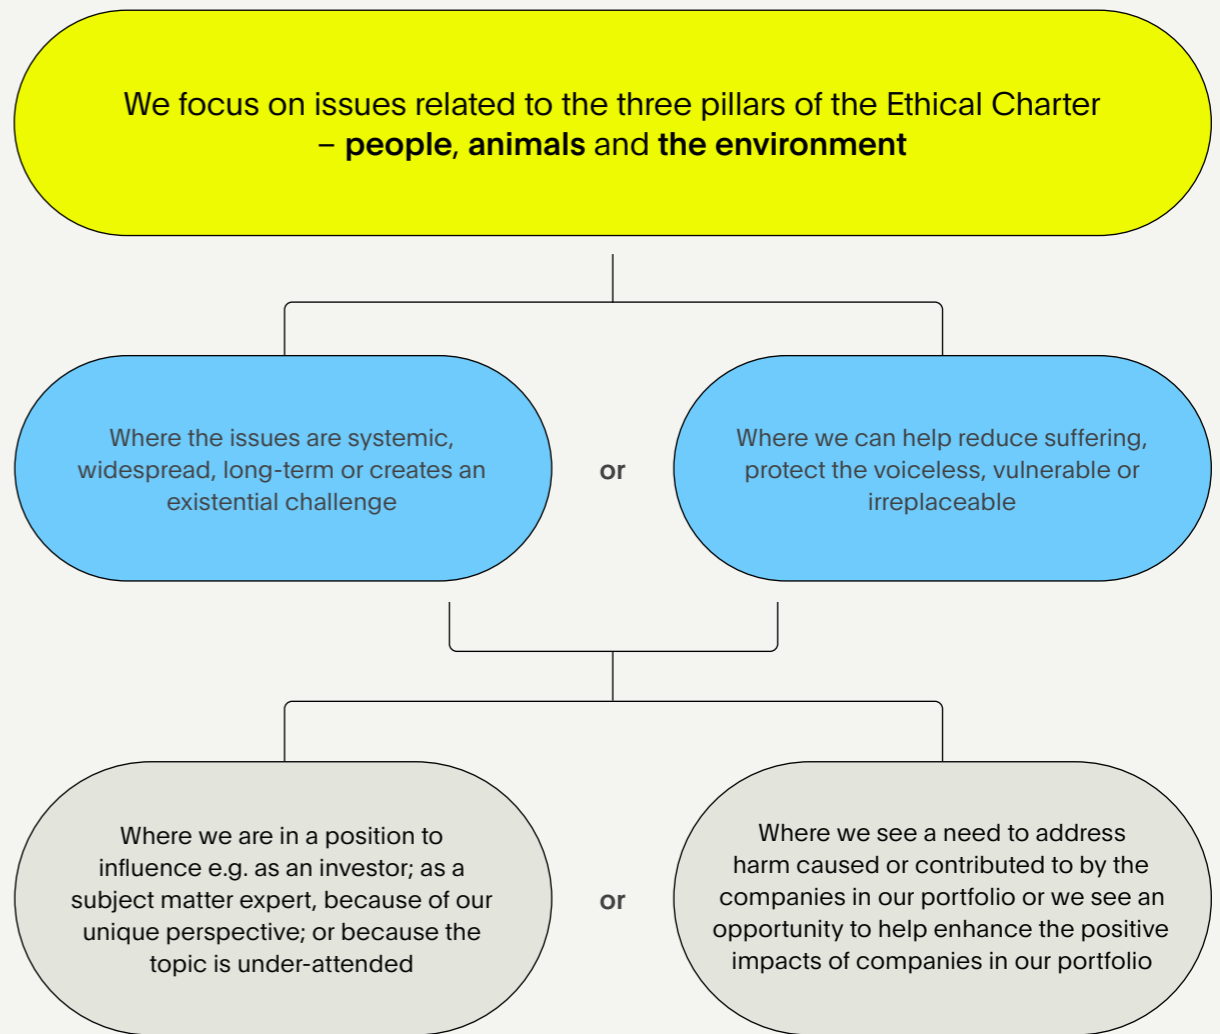 We focus on issues related to the three pillars of the Ethical Charter
– people, animals and the environment
Where the issues are systemic,
widespread, long-term or creates an
existential challenge
or
Where we can help reduce suffering,
protect the voiceless, vulnerable or
irreplaceable
Where we are in a position to
influence e.g. as an investor; as a
subject matter expert, because of our
unique perspective; or because the
topic is under-attended
or
Where we see a need to address
harm caused or contributed to by the
companies in our portfolio or we see an
opportunity to help enhance the positive
impacts of companies in our portfolio